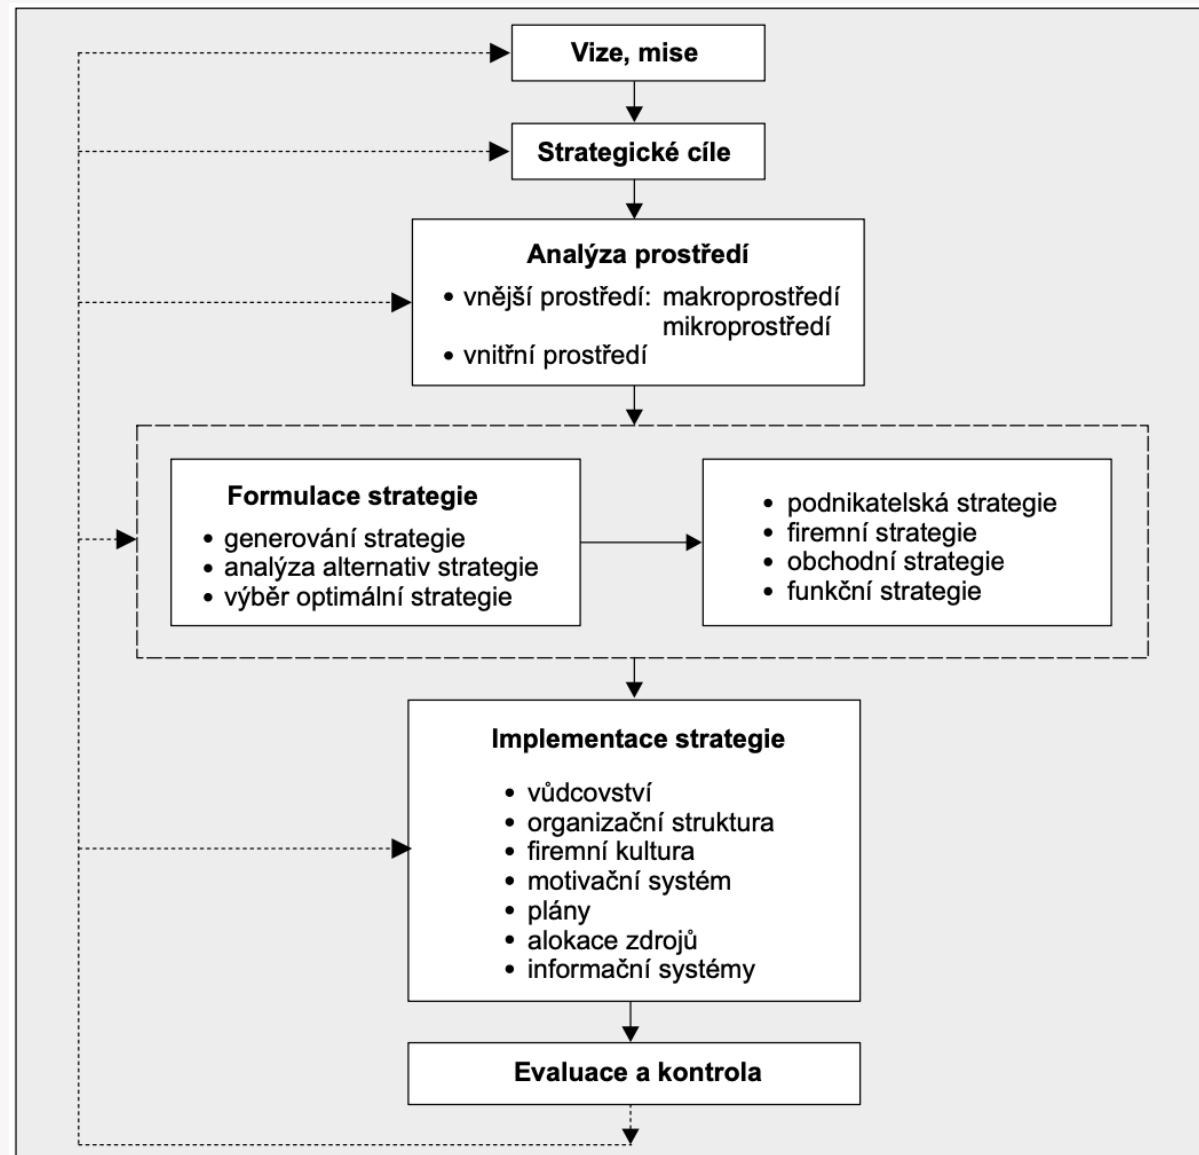 Vize, mise
Strategické cíle
Analýza prostředí
• vnější prostředí: makroprostředí
mikroprostředí
• vnitřní prostředí
Formulace strategie
• generování strategie
• analýza alternativ strategie
• výběr optimální strategie
• podnikatelská strategie
• firemní strategie
• obchodní strategie
• funkční strategie
Implementace strategie
• vůdcovství
• organizační struktura
• firemní kultura
• motivační systém
• plány
• alokace zdrojů
• informační systémy
Evaluace a kontrola